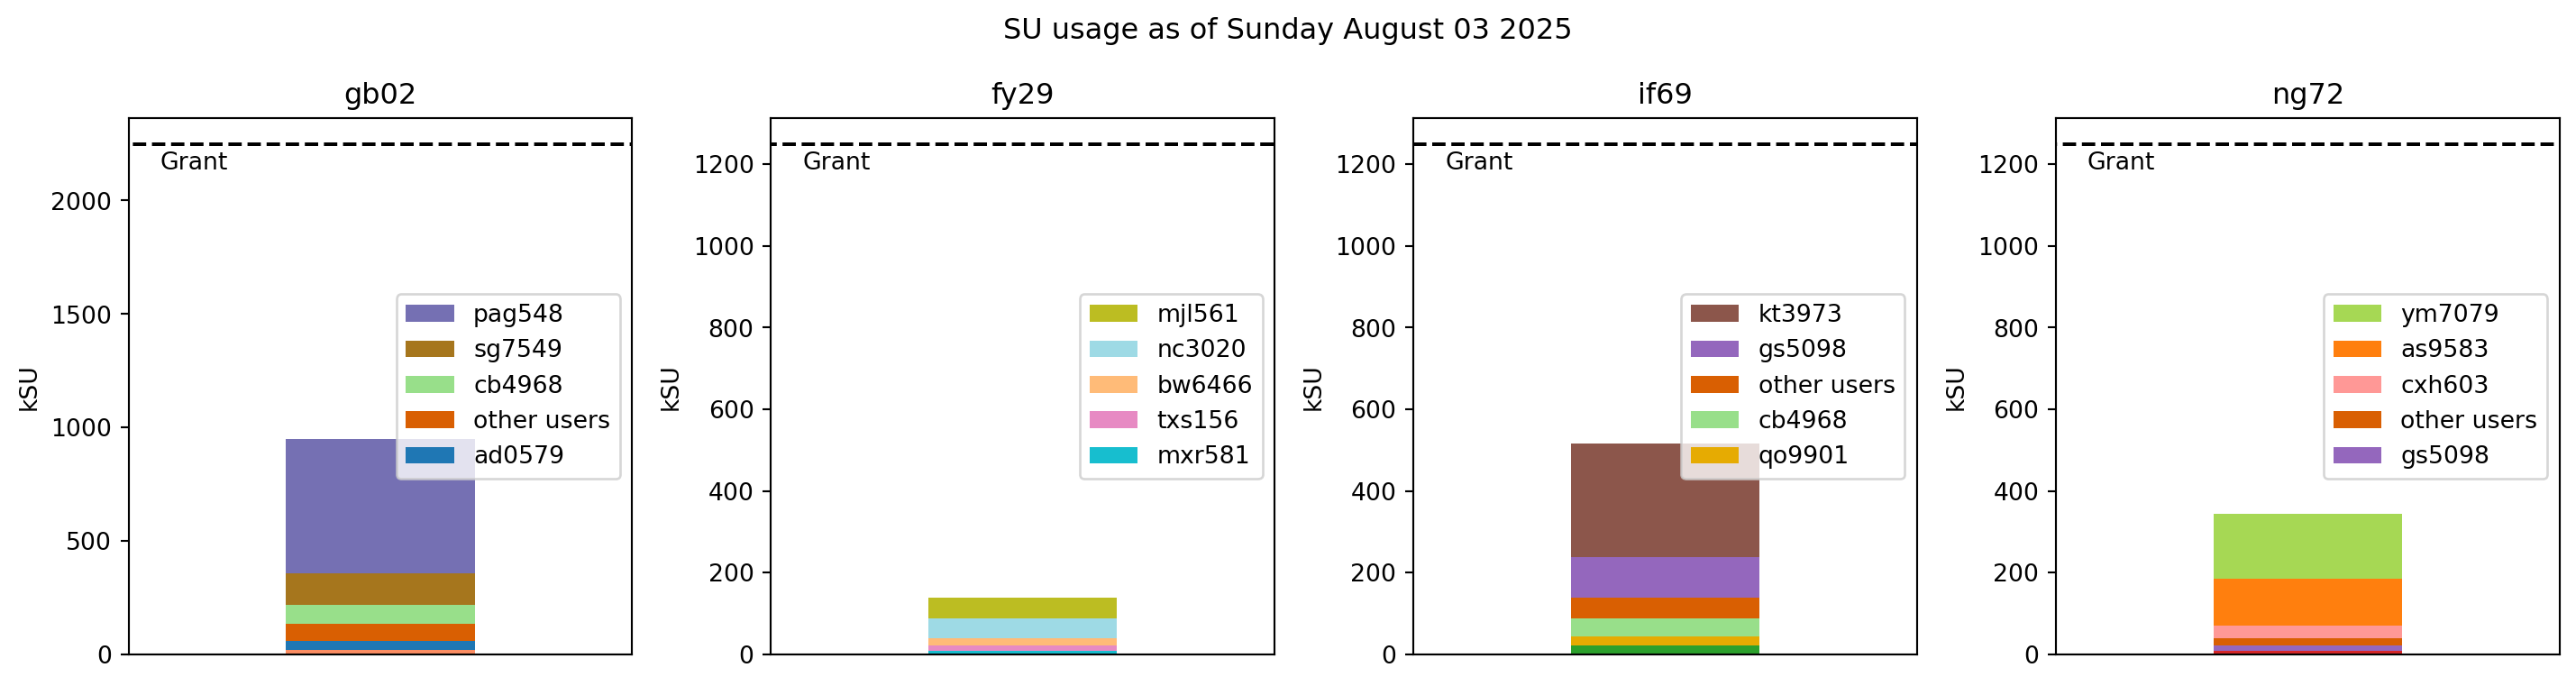 SU usage as of Sunday August 03 2025
gb02
kSU
2000
1500
1000
500
0
Grant
pag548
sg7549
cb4968
other users
ad0579
fy29
kSU
1200
1000
800
600
400
200
0
Grant
mjl561
nc3020
bw6466
txs156
mxr581
if69
kSU
1200
1000
800
600
400
200
0
Grant
kt3973
gs5098
other users
cb4968
qo9901
ng72
kSU
1200
1000
800
600
400
200
0
Grant
ym7079
as9583
cxh603
other users
gs5098